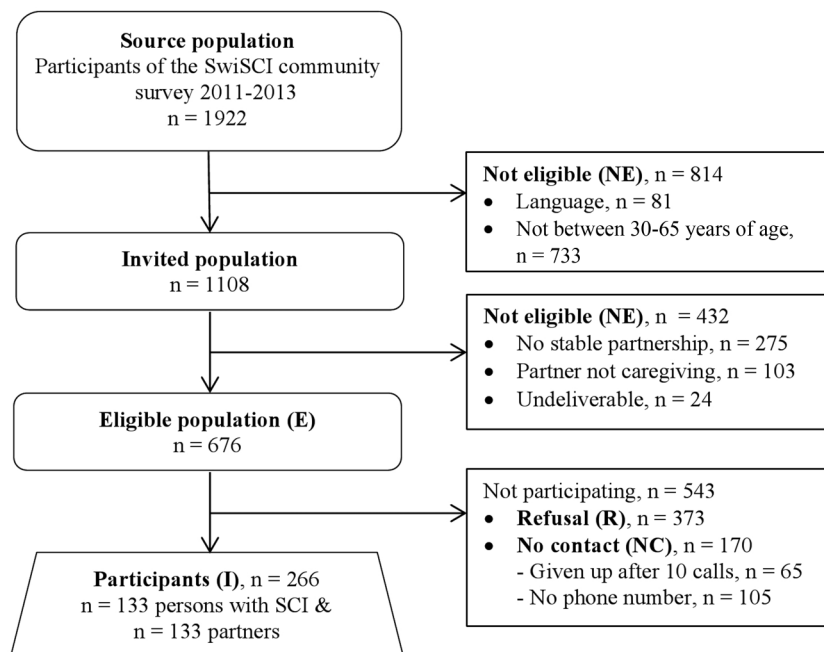 Source population
Participants of the SwiSCI community
survey 2011-2013
n = 1922
Not eligible (NE), n = 814
• Language, n = 81
• Not between 30-65 years of age,
n = 733
Invited population
n = 1108
Not eligible (NE), n = 432
• No stable partnership, n = 275
• Partner not caregiving, n = 103
• Undeliverable, n = 24
Eligible population (E)
n = 676
Not participating, n = 543
• Refusal (R), n = 373
• No contact (NC), n = 170
- Given up after 10 calls, n = 65
- No phone number, n = 105
Participants (I), n = 266
n = 133 persons with SCI &
n = 133 partners